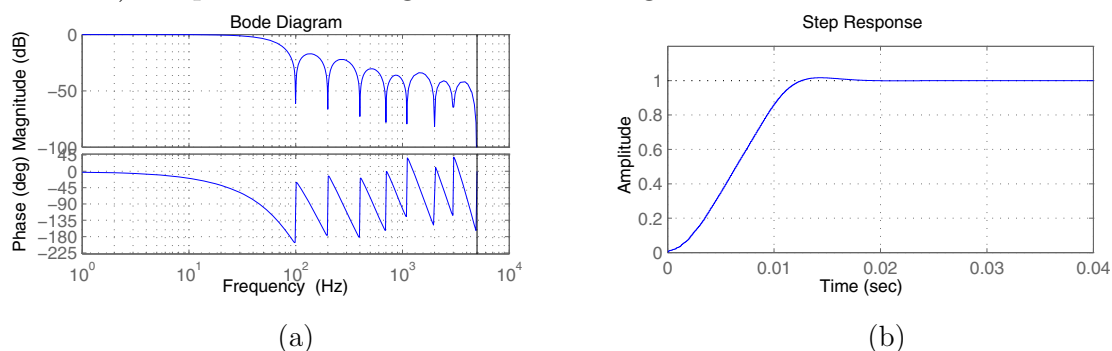 Bode Diagram
0
−50
−100
Magnitude (dB)
45
0
−45
−90
−135
−180
−225
Phase (deg)
10^0
10^1
10^2
10^3
10^4
Frequency (Hz)
(a)
Step Response
1
0.8
0.6
0.4
0.2
0
Amplitude
0
0.01
0.02
0.03
0.04
Time (sec)
(b)